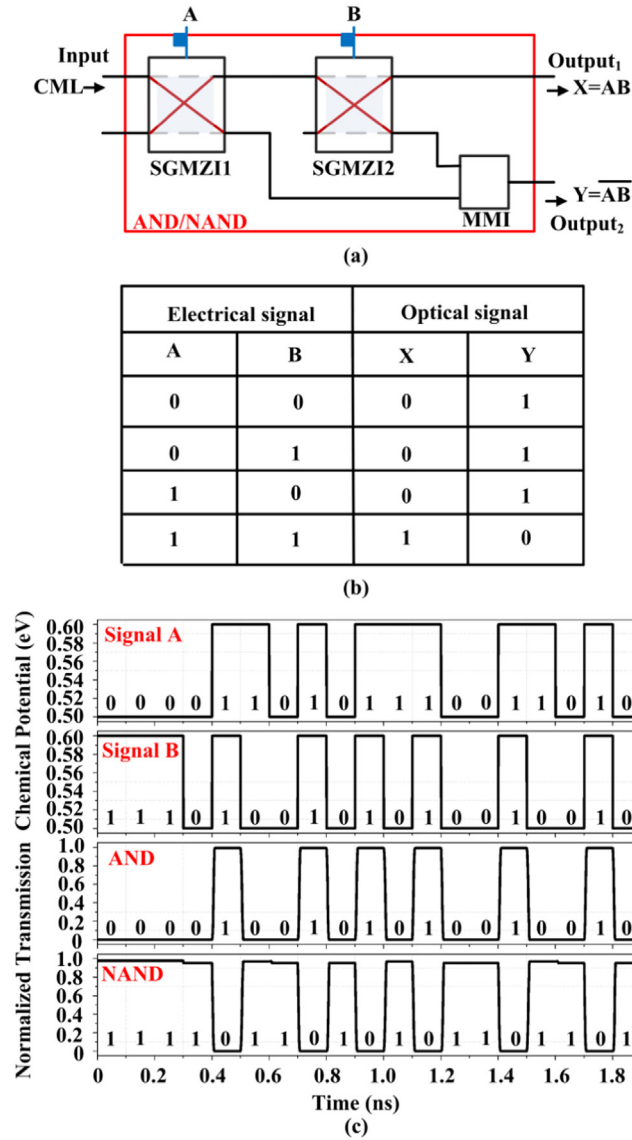 A B
Input Output₁
CML X=AB
SGMZI1 SGMZI2
MMI Y=A̅B̅
AND/NAND Output₂
(a)
Electrical signal Optical signal
A B X Y
0 0 0 1
0 1 0 1
1 0 0 1
1 1 1 0
(b)
Chemical Potential (eV)
0.60 Signal A
0.58
0.56
0.54
0.52 0 0 0 0 1 1 0 1 0 1 1 1 0 0 1 1 0 1 0
0.50
0.60 Signal B
0.58
0.56
0.54
0.52 1 1 1 0 1 0 0 1 0 1 0 1 0 0 1 0 0 1 0
0.50
Normalized Transmission
1.0 AND
0.8
0.6
0.4
0.2 0 0 0 0 1 0 0 1 0 1 0 1 0 0 1 0 0 1 0
0
1.0 NAND
0.8
0.6
0.4
0.2 1 1 1 1 0 1 1 0 1 0 1 0 1 1 0 1 1 0 1
0
0 0.2 0.4 0.6 0.8 1.0 1.2 1.4 1.6 1.8
Time (ns)
(c)